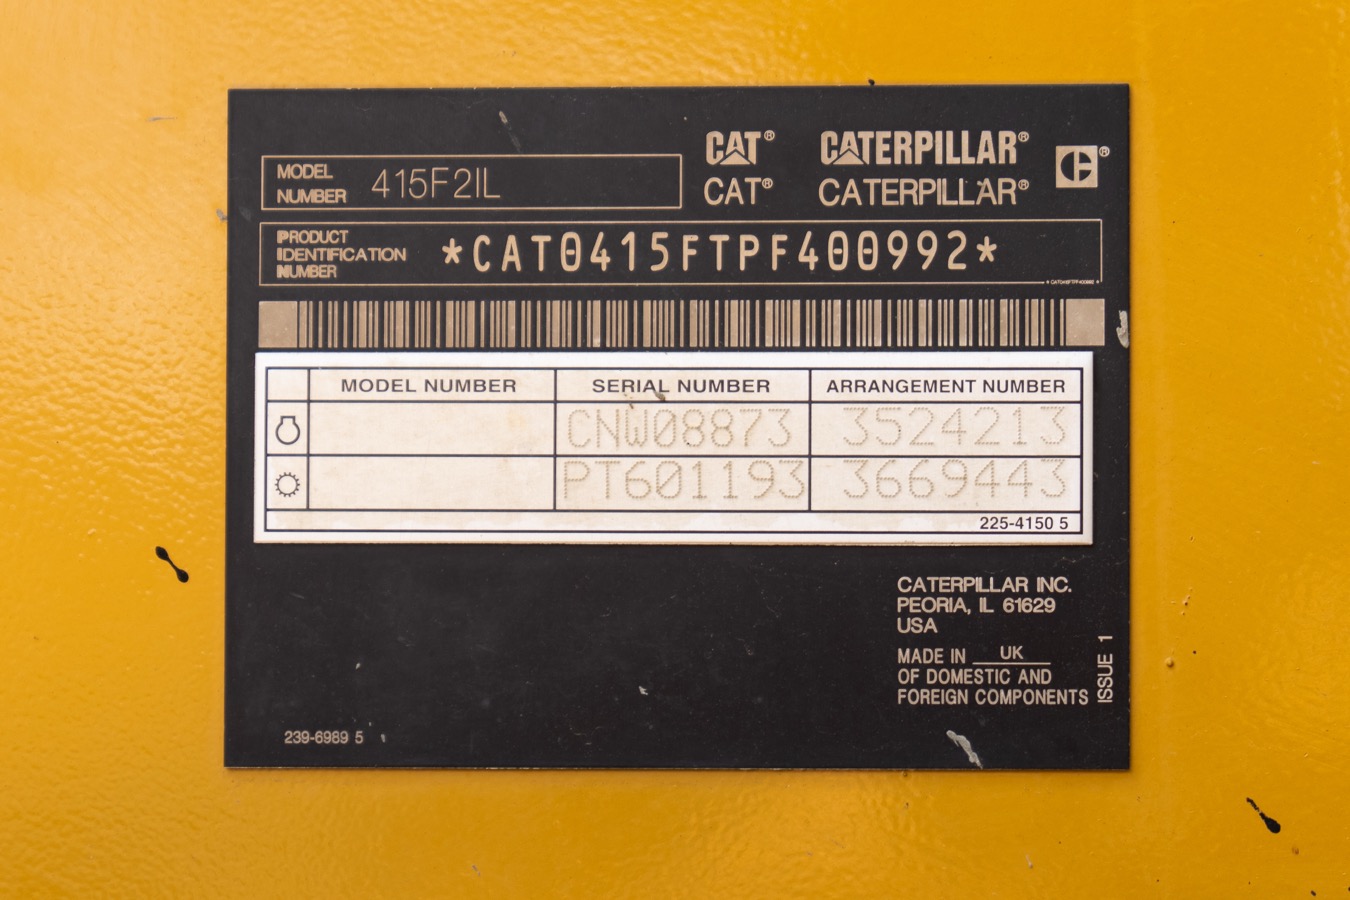 CAT® CATERPILLAR®
MODEL NUMBER 415F2IL
CAT® CATERPILLAR®
PRODUCT IDENTIFICATION NUMBER *CAT0415FTPF400992*
*CAT0415FTPF400992*
MODEL NUMBER SERIAL NUMBER ARRANGEMENT NUMBER
CNW08873 3524213
PT601193 3669443
225-4150 5
CATERPILLAR INC.
PEORIA, IL 61629
USA
MADE IN UK
OF DOMESTIC AND
FOREIGN COMPONENTS
ISSUE 1
239-6989 5